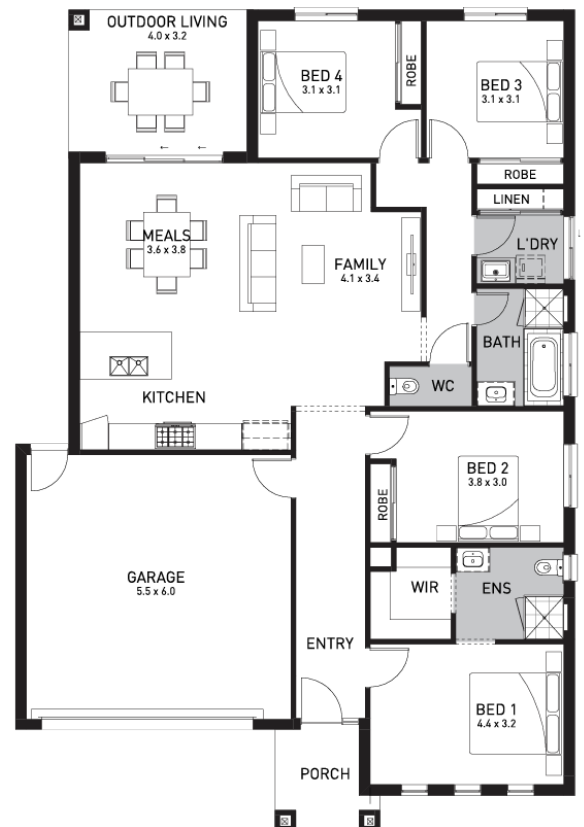 OUTDOOR LIVING
4.0 x 3.2
BED 4
3.1 x 3.1
ROBE
BED 3
3.1 x 3.1
ROBE
LINEN
L'DRY
MEALS
3.6 x 3.8
FAMILY
4.1 x 3.4
BATH
WC
KITCHEN
BED 2
3.8 x 3.0
ROBE
GARAGE
5.5 x 6.0
WIR
ENS
ENTRY
BED 1
4.4 x 3.2
PORCH